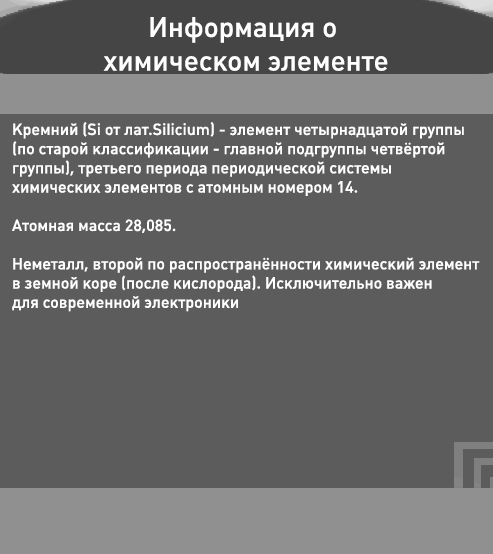 Информация о
химическом элементе
Кремний (Si от лат.Silicium) - элемент четырнадцатой группы
(по старой классификации - главной подгруппы четвёртой
группы), третьего периода периодической системы
химических элементов с атомным номером 14.
Атомная масса 28,085.
Неметалл, второй по распространённости химический элемент
в земной коре (после кислорода). Исключительно важен
для современной электроники